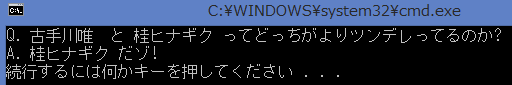 C:¥WINDOWS¥system32¥cmd.exe
Q. 古手川唯　と 桂ヒナギク ってどっちがよりツンデレってるのか?
A. 桂ヒナギク だゾ!
続行するには何かキーを押してください . . .